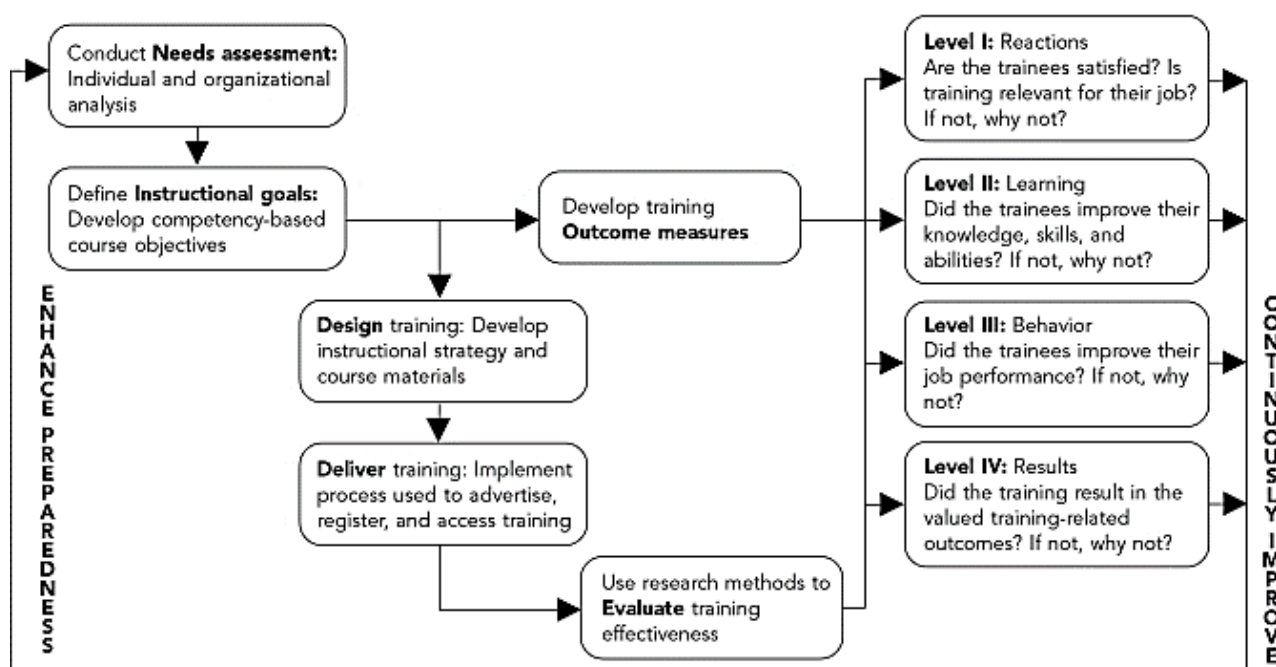 Conduct Needs assessment:
Individual and organizational
analysis
Define Instructional goals:
Develop competency-based
course objectives
Develop training
Outcome measures
Design training: Develop
instructional strategy and
course materials
Deliver training: Implement
process used to advertise,
register, and access training
Use research methods to
Evaluate training
effectiveness
Level I: Reactions
Are the trainees satisfied? Is
training relevant for their job?
If not, why not?
Level II: Learning
Did the trainees improve their
knowledge, skills, and
abilities? If not, why not?
Level III: Behavior
Did the trainees improve their
job performance? If not, why
not?
Level IV: Results
Did the training result in the
valued training-related
outcomes? If not, why not?
ENHANCE PREPAREDNESS
CONTINUOUSLY IMPROVE